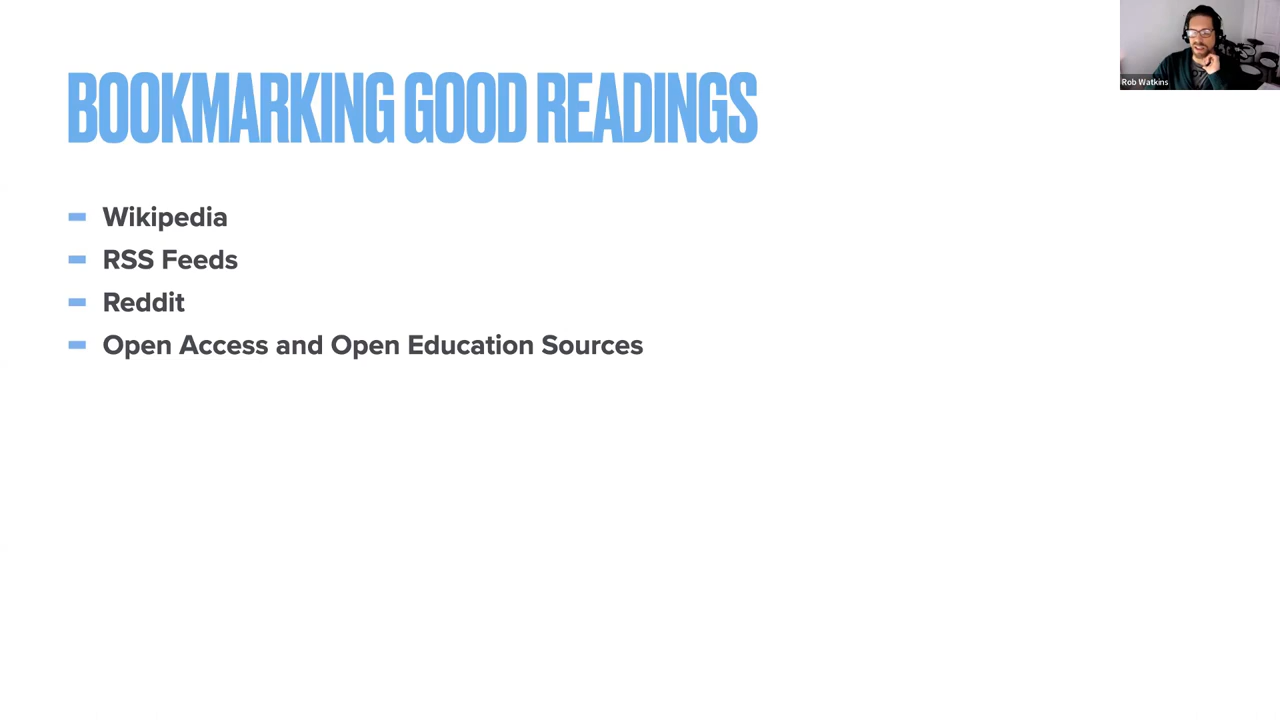 BOOKMARKING GOOD READINGS
Wikipedia
RSS Feeds
Reddit
Open Access and Open Education Sources
Rob Watkins